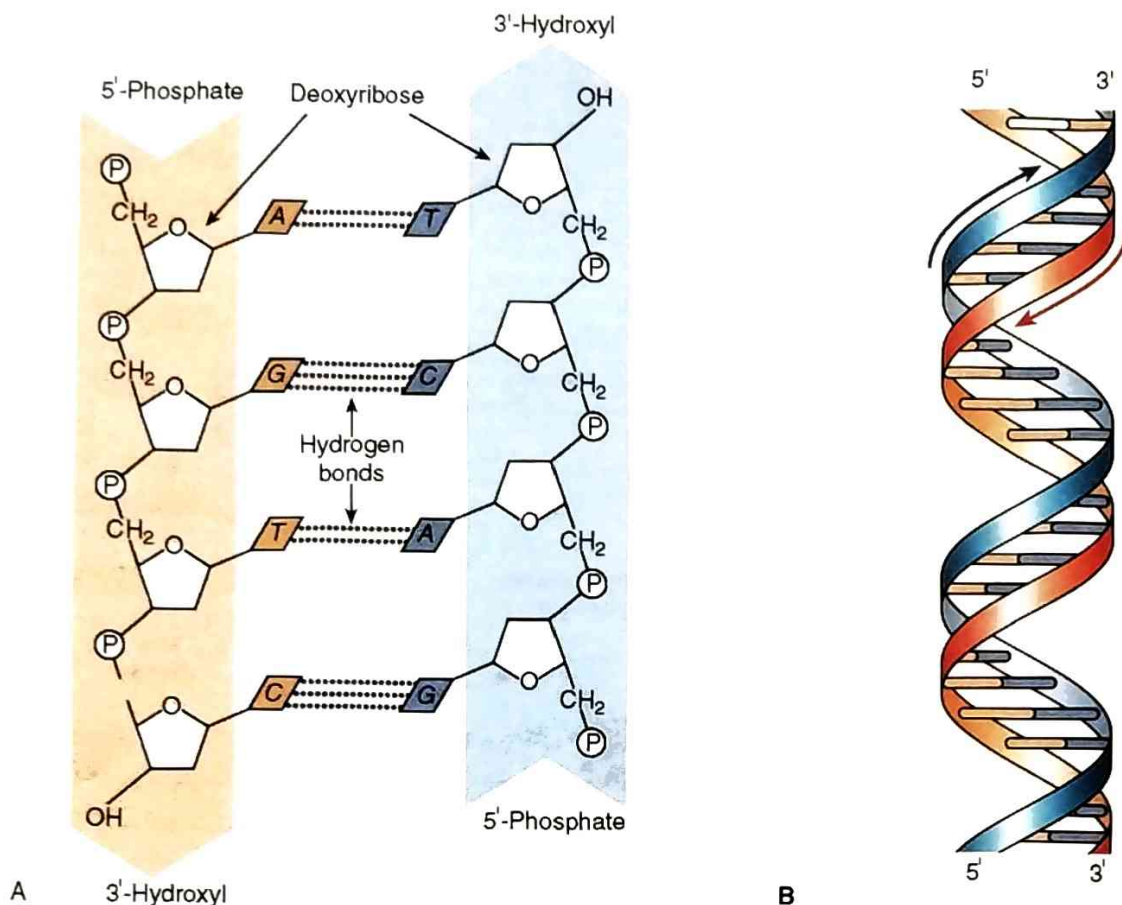 3'-Hydroxyl
5'-Phosphate
Deoxyribose
OH
P
CH2
A
T
O
O
CH2
P
P
CH2
G
C
O
O
CH2
Hydrogen
bonds
P
P
CH2
T
A
O
O
CH2
P
P
C
G
O
O
CH2
P
OH
5'-Phosphate
3'-Hydroxyl
A
5'
3'
5'
3'
B